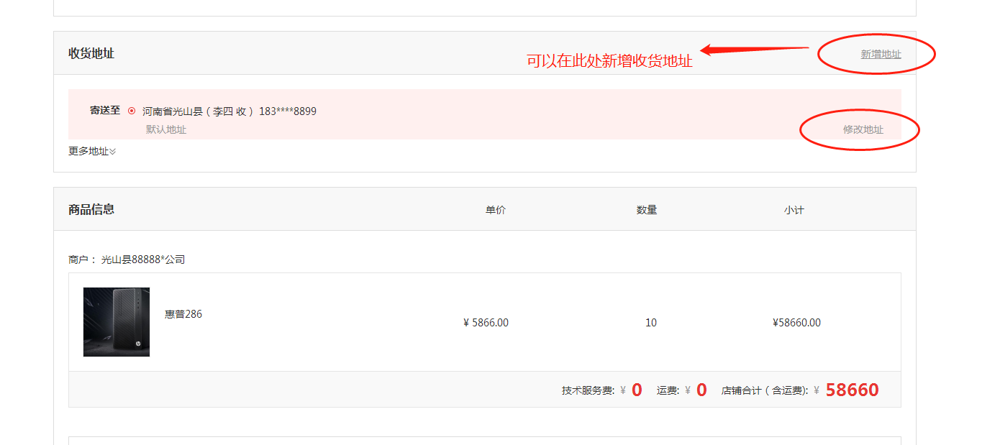 收货地址
可以在此处新增收货地址
新增地址
寄送至 河南省光山县（李四 收） 183****8899
默认地址
修改地址
更多地址
商品信息 单价 数量 小计
商户： 光山县88888*公司
惠普286
¥ 5866.00 10 ¥58660.00
技术服务费: ¥ 0 运费: ¥ 0 店铺合计（含运费): ¥ 58660